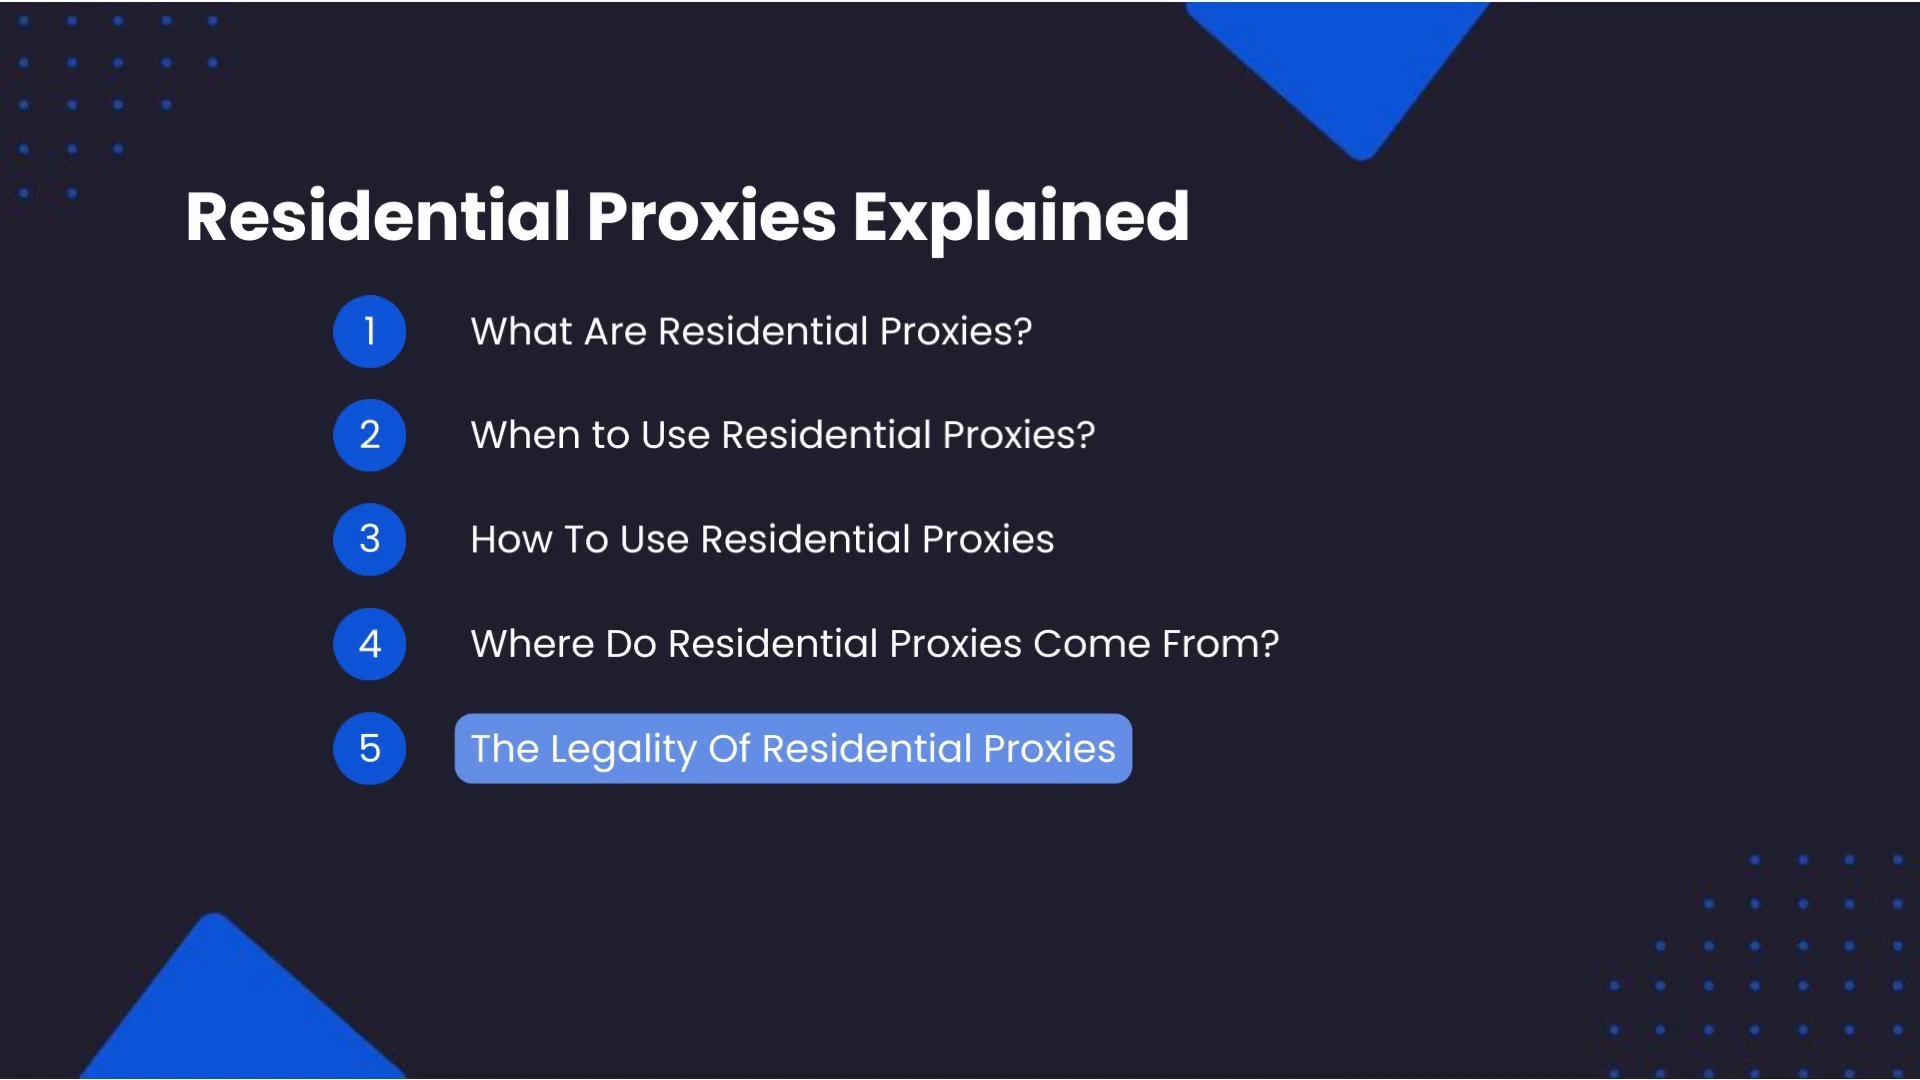 Residential Proxies Explained
1 What Are Residential Proxies?
2 When to Use Residential Proxies?
3 How To Use Residential Proxies
4 Where Do Residential Proxies Come From?
5 The Legality Of Residential Proxies